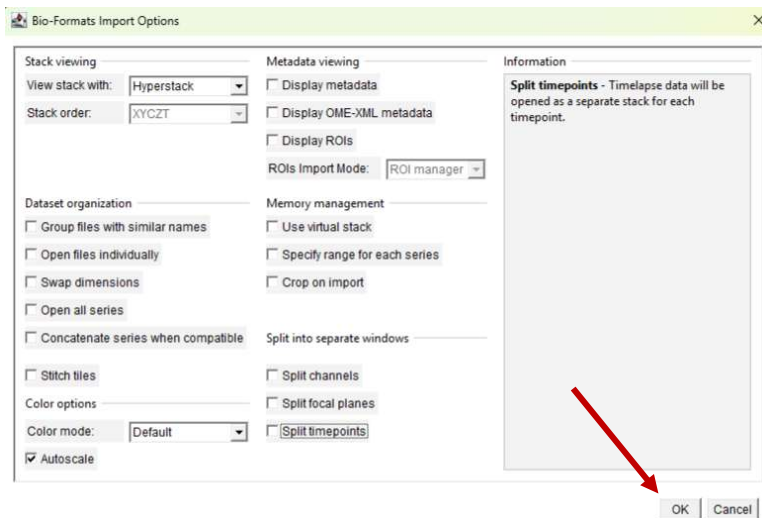 Bio-Formats Import Options
Stack viewing
View stack with: Hyperstack
Stack order: XYCZT
Metadata viewing
Display metadata
Display OME-XML metadata
Display ROIs
ROIs Import Mode: ROI manager
Information
Split timepoints - Timelapse data will be
opened as a separate stack for each
timepoint.
Dataset organization
Group files with similar names
Open files individually
Swap dimensions
Open all series
Concatenate series when compatible
Stitch tiles
Memory management
Use virtual stack
Specify range for each series
Crop on import
Split into separate windows
Split channels
Split focal planes
Split timepoints
Color options
Color mode: Default
Autoscale
OK Cancel